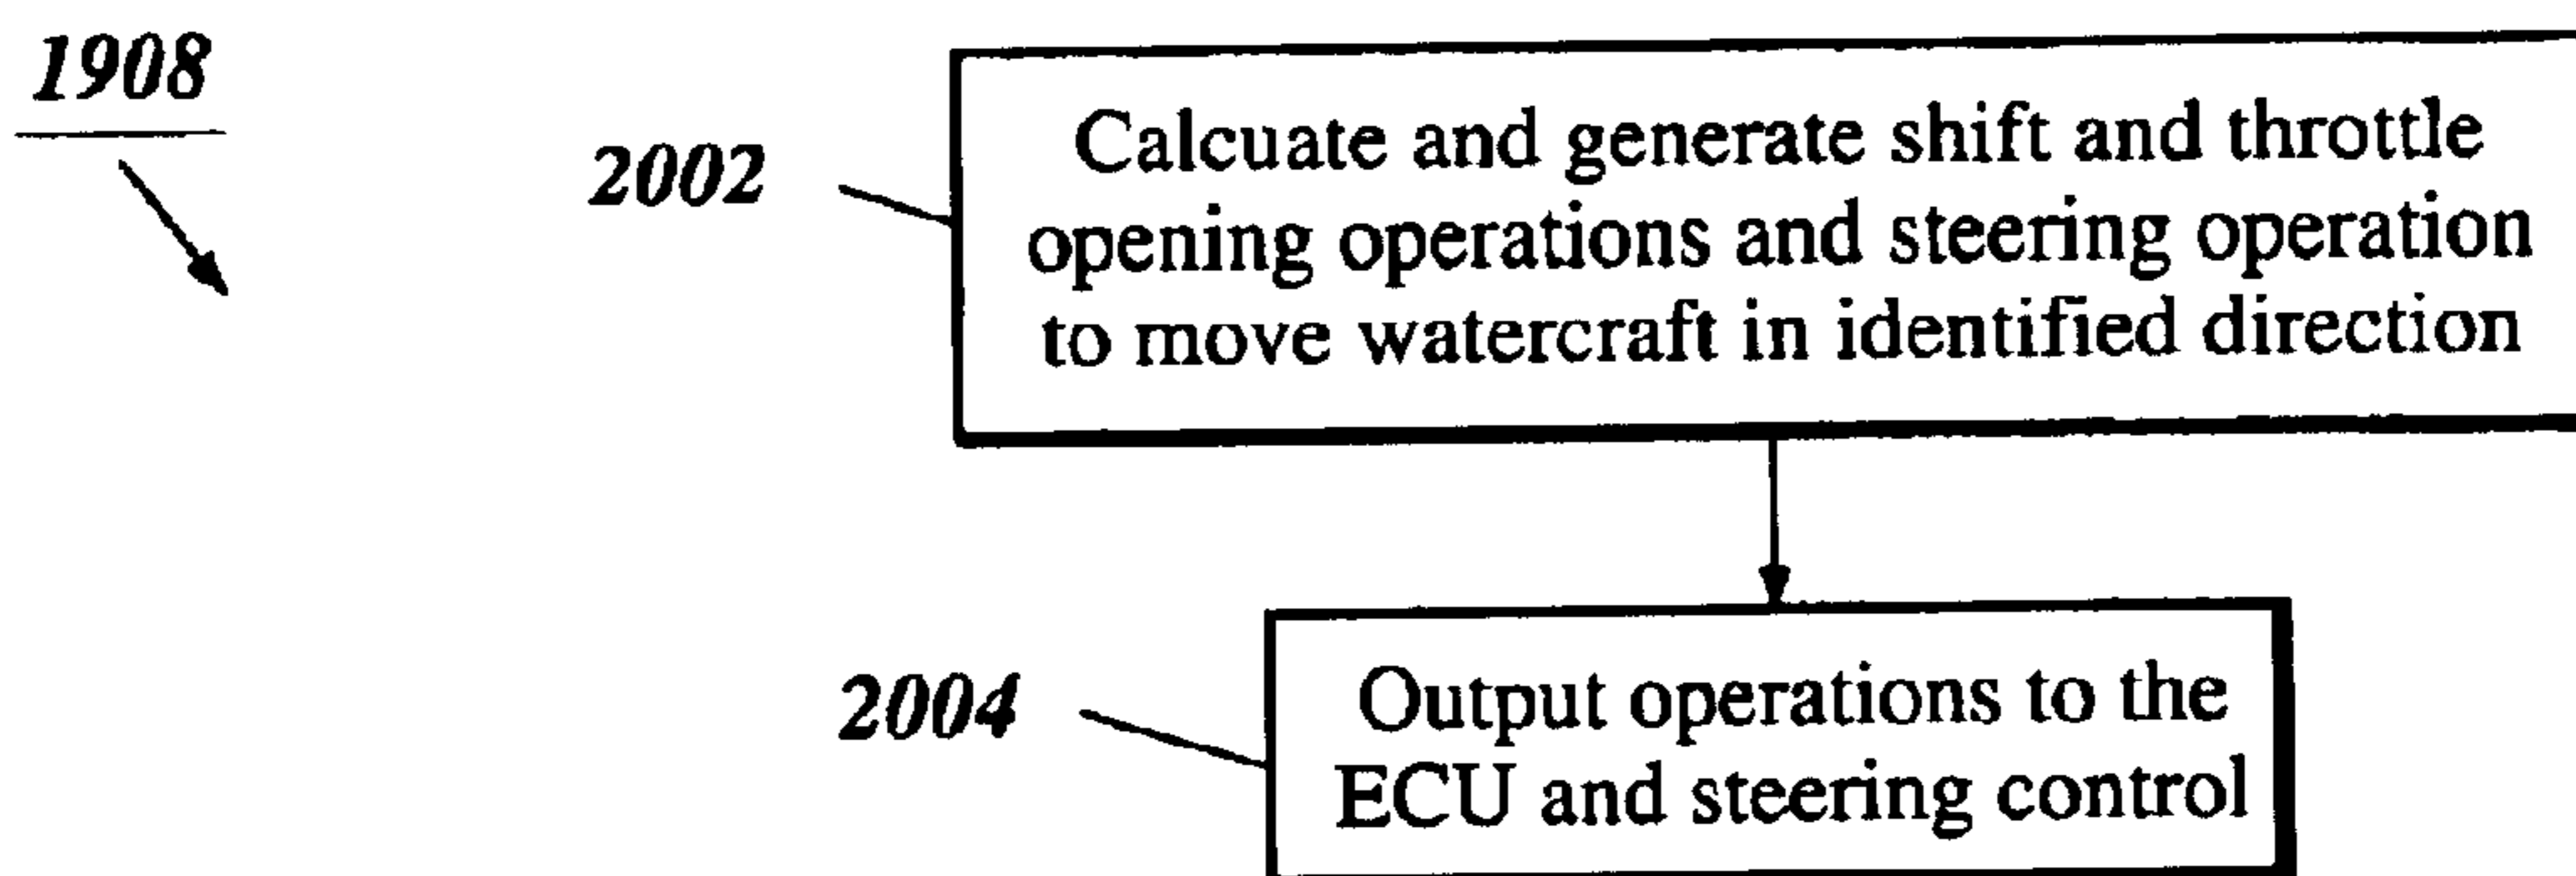 1908
2002
Calcuate and generate shift and throttle
opening operations and steering operation
to move watercraft in identified direction
2004
Output operations to the
ECU and steering control